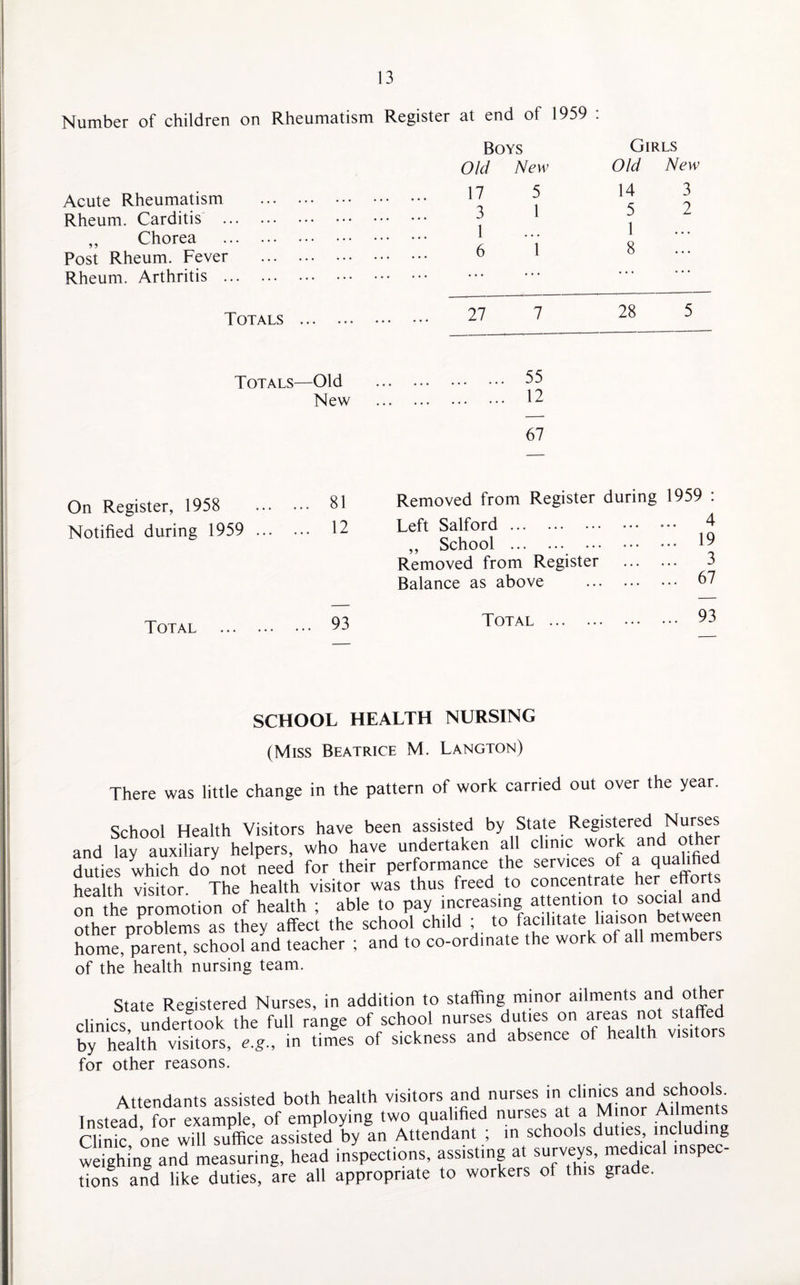 13
Number of children on Rheumatism Register at end of 1959 :
Boys Girls
Old New Old New
Acute Rheumatism ... ... ... ... ... 17 5 14 3
Rheum. Carditis ... ... ... ... ... ... 3 1 5 2
,, Chorea ... ... ... ... ... ... 1 ... 1 ...
Post Rheum. Fever ... ... ... ... ... 6 1 8 ...
Rheum. Arthritis ... ... ... ... ... ... ... ... ... ...
Totals ... ... ... ... 27 7 28 5
Totals—Old ... ... ... ... 55
New ... ... ... ... 12
67
On Register, 1958 ... ... 81
Notified during 1959 ... ... 12
Total ... ... ... 93
Removed from Register during 1959 :
Left Salford ... ... ... ... ... 4
,, School ... ... ... ... ... 19
Removed from Register ... ... 3
Balance as above ... ... ... 67
Total ... ... ... ... 93
SCHOOL HEALTH NURSING
(Miss Beatrice M. Langton)
There was little change in the pattern of work carried out over the year.
School Health Visitors have been assisted by State Registered Nurses
and lay auxiliary helpers, who have undertaken all clinic work and other
duties which do not need for their performance the services of a qualified
health visitor. The health visitor was thus freed to concentrate her efforts
on the promotion of health ; able to pay increasing attention to social and
other problems as they affect the school child ; to facilitate liaison between
home, parent, school and teacher ; and to co-ordinate the work of all members
of the health nursing team.
State Registered Nurses, in addition to staffing minor ailments and other
clinics, undertook the full range of school nurses duties on areas not staffed
by health visitors, e.g., in times of sickness and absence of health visitors
for other reasons.
Attendants assisted both health visitors and nurses in clinics and schools.
Instead, for example, of employing two qualified nurses at a Minor Ailments
Clinic, one will suffice assisted by an Attendant ; in schools duties, including
weighing and measuring, head inspections, assisting at surveys, medical inspec-
tions and like duties, are all appropriate to workers of this grade.